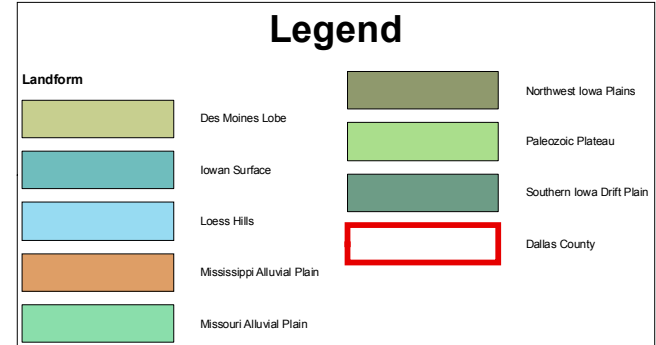 Legend
Landform
Des Moines Lobe
Iowan Surface
Loess Hills
Mississippi Alluvial Plain
Missouri Alluvial Plain
Northwest Iowa Plains
Paleozoic Plateau
Southern Iowa Drift Plain
Dallas County